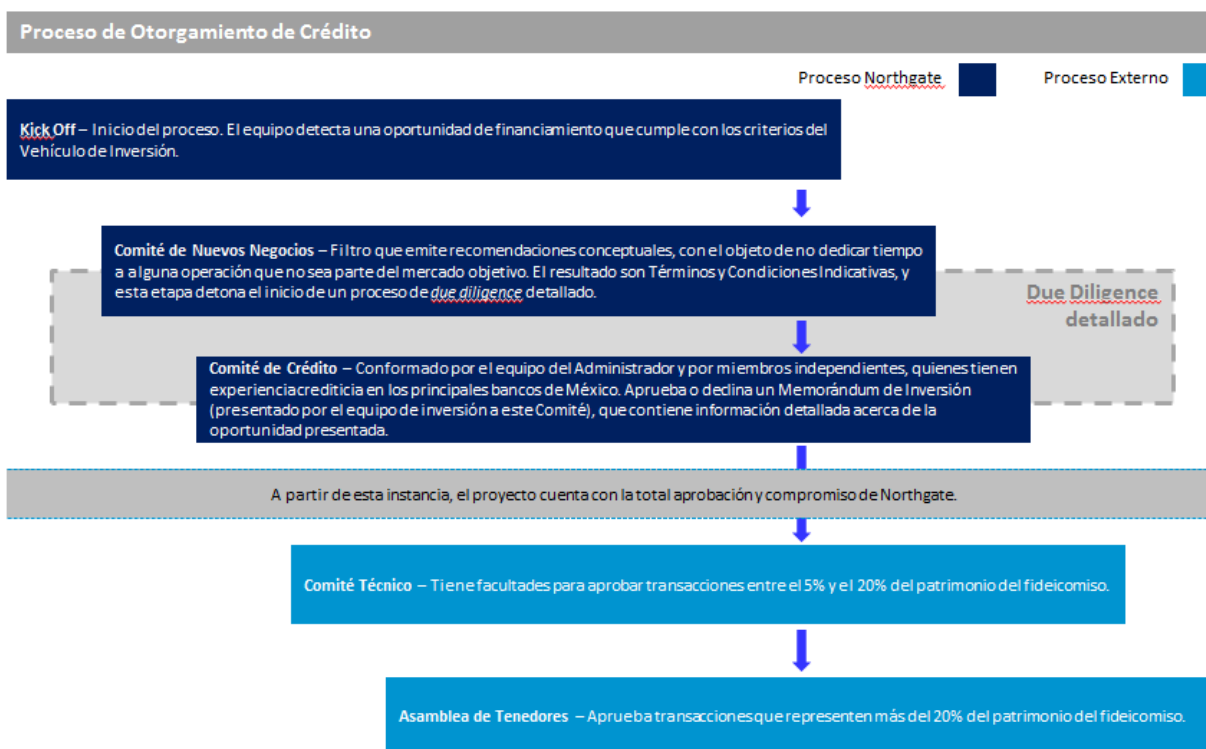 Proceso de Otorgamiento de Crédito
Proceso Northgate
Proceso Externo
Kick Off – Inicio del proceso. El equipo detecta una oportunidad de financiamiento que cumple con los criterios del
Vehículo de Inversión.
Comité de Nuevos Negocios – Filtro que emite recomendaciones conceptuales, con el objeto de no dedicar tiempo
a alguna operación que no sea parte del mercado objetivo. El resultado son Términos y Condiciones Indicativas, y
esta etapa detona el inicio de un proceso de due diligence detallado.
Due Diligence
detallado
Comité de Crédito – Conformado por el equipo del Administrador y por miembros independientes, quienes tienen
experiencia crediticia en los principales bancos de México. Aprueba o declina un Memorándum de Inversión
(presentado por el equipo de inversión a este Comité), que contiene información detallada acerca de la
oportunidad presentada.
A partir de esta instancia, el proyecto cuenta con la total aprobación y compromiso de Northgate.
Comité Técnico – Tiene facultades para aprobar transacciones entre el 5% y el 20% del patrimonio del fideicomiso.
Asamblea de Tenedores – Aprueba transacciones que representen más del 20% del patrimonio del fideicomiso.